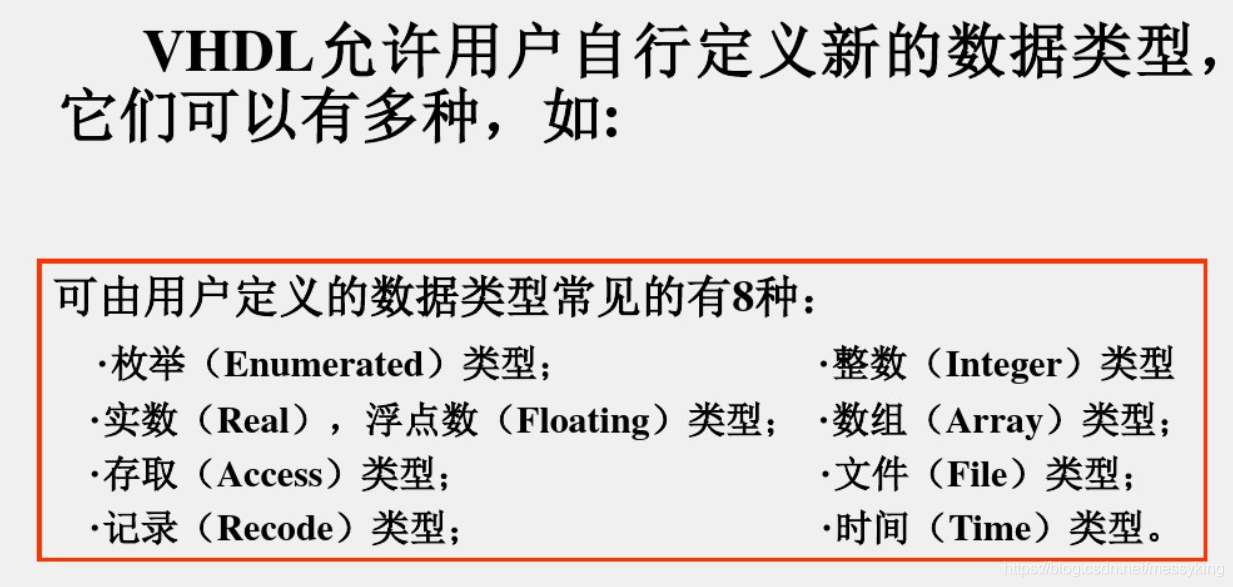 VHDL允许用户自行定义新的数据类型，
它们可以有多种，如:
可由用户定义的数据类型常见的有8种：
·枚举（Enumerated）类型； ·整数（Integer）类型
·实数（Real），浮点数（Floating）类型； ·数组（Array）类型；
·存取（Access）类型； ·文件（File）类型；
·记录（Recode）类型； ·时间（Time）类型。
https://blog.csdn.net/messyking